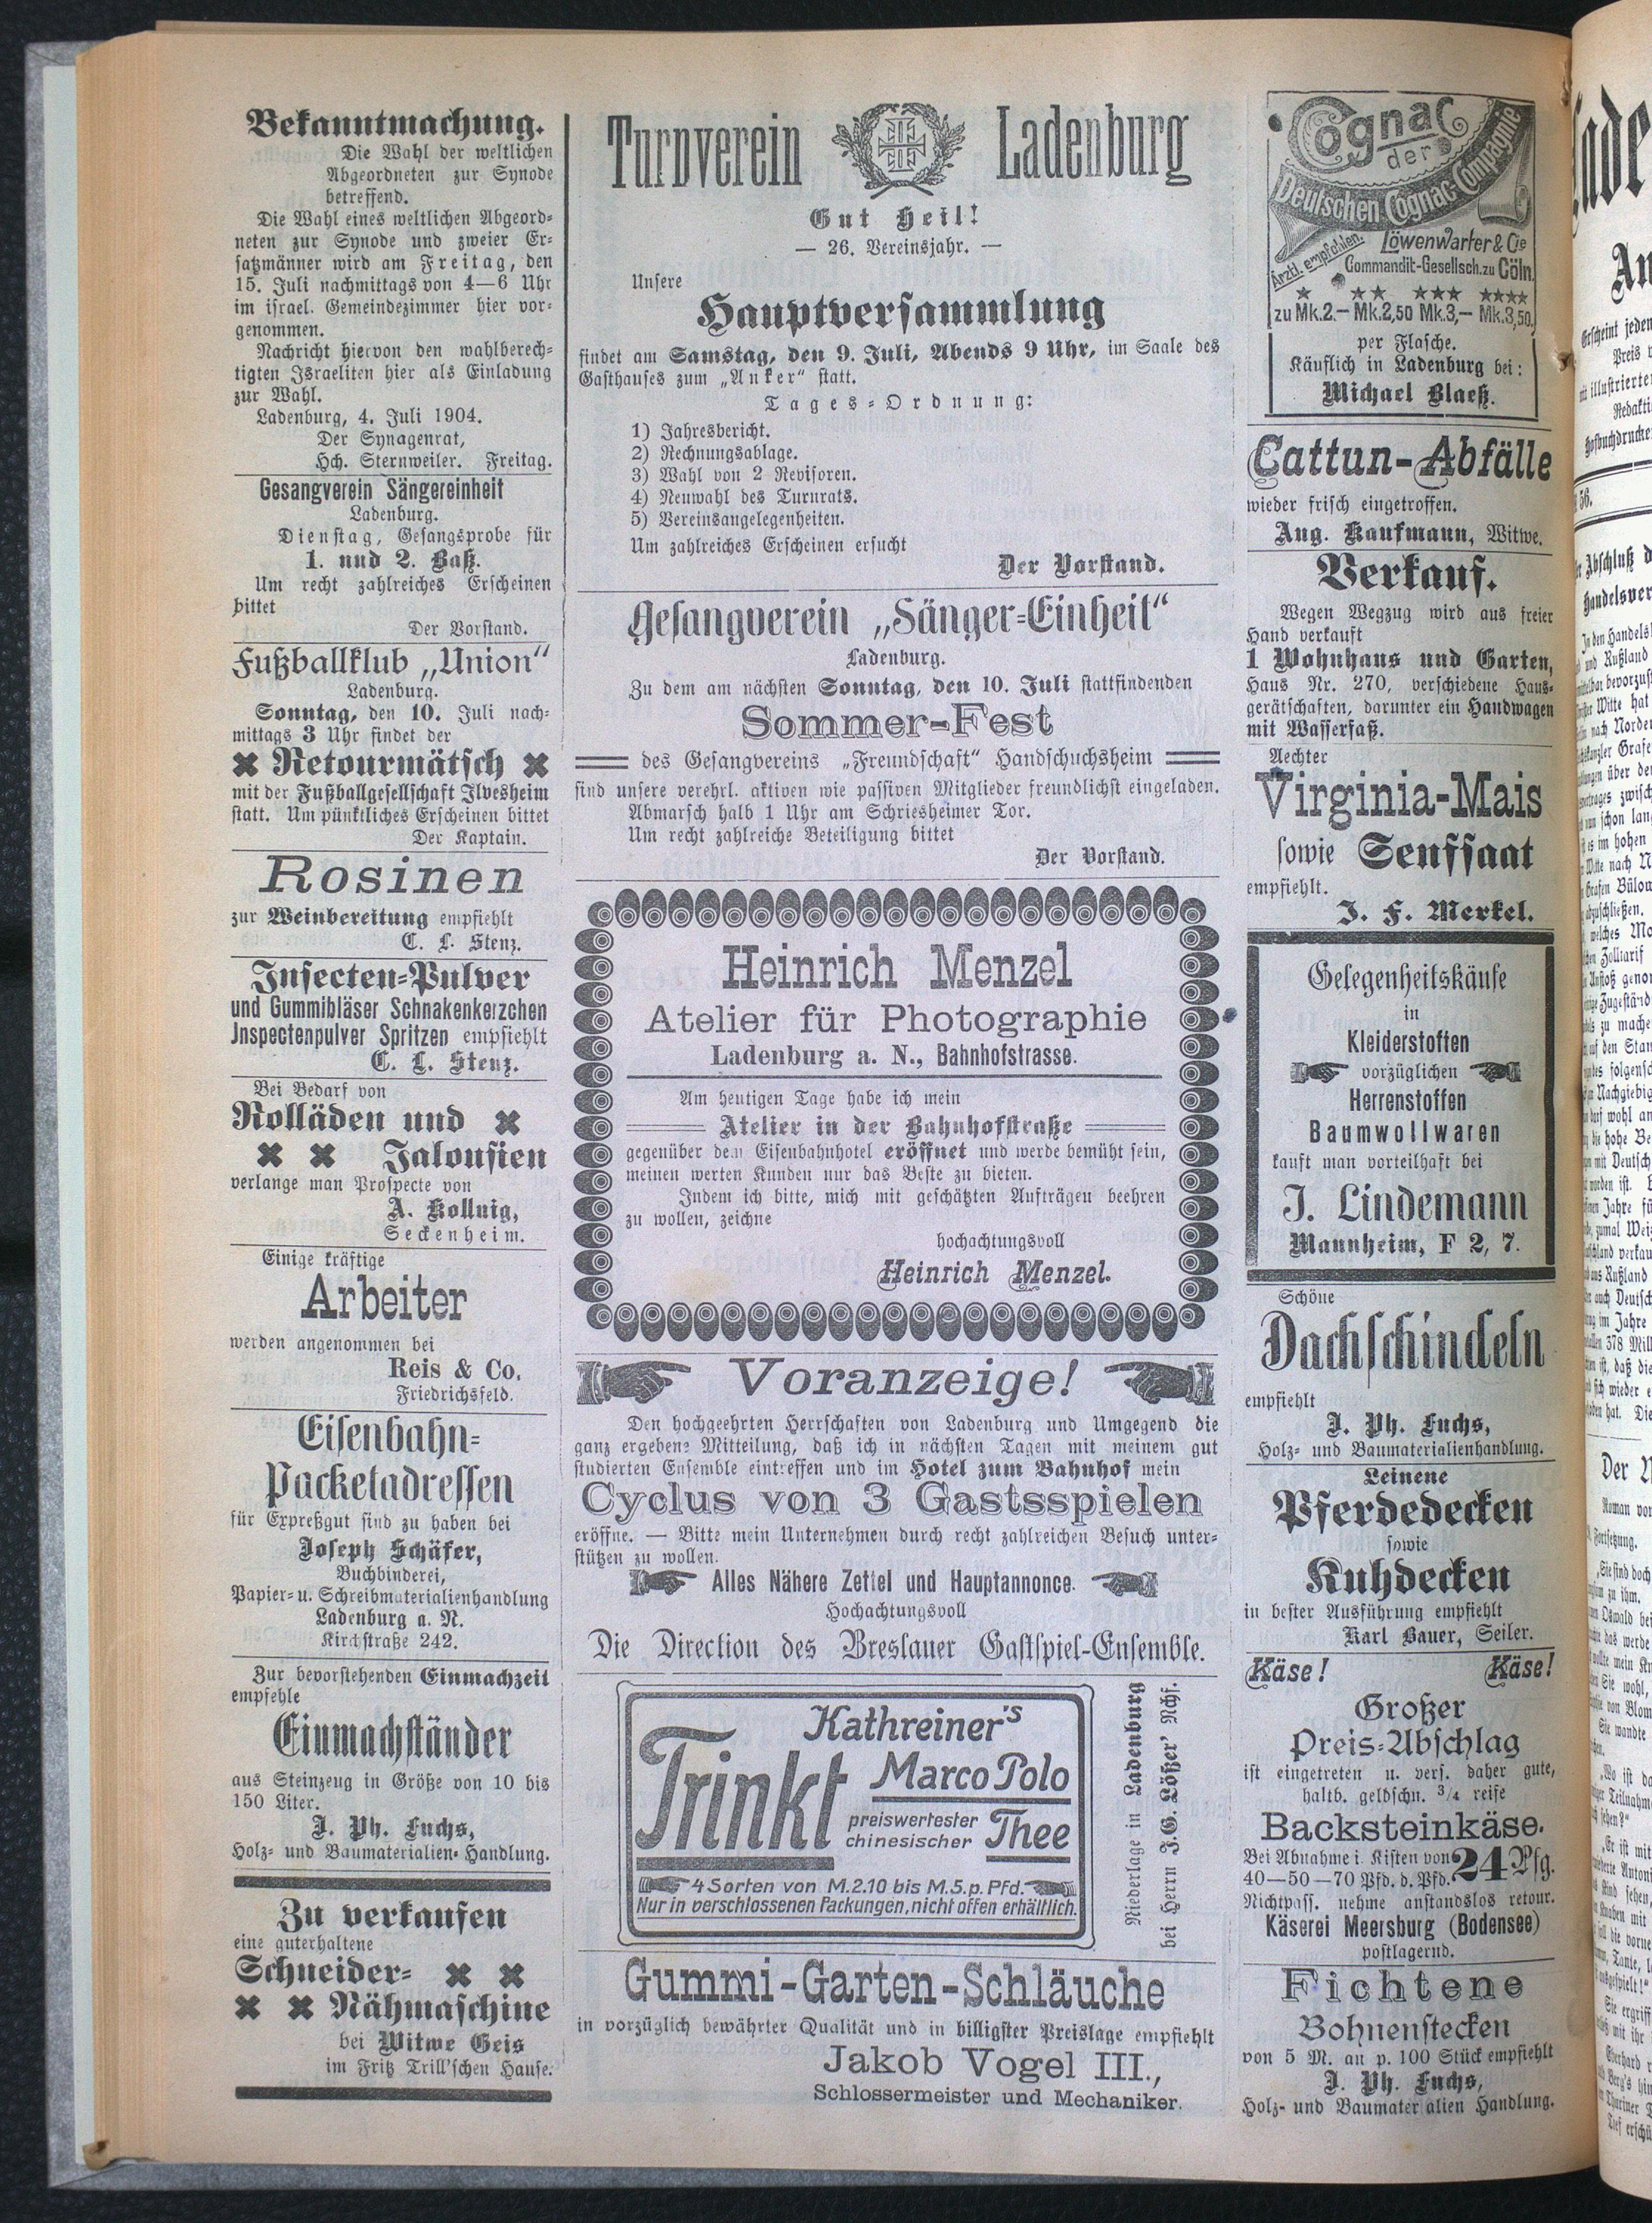 Bekanntmachung.
Die Wahl der weltlichen
Abgeordneten zur Synode
betreffend.
Die Wahl eines weltlichen Abgeord-
neten zur Synode und zweier Er-
satzmänner wird am Freitag, den
15. Juli nachmittags von 4—6 Uhr
im israel. Gemeindezimmer hier vor-
genommen.
Nachricht hiervon den wahlberech-
tigten Israeliten hier als Einladung
zur Wahl.
Ladenburg, 4. Juli 1904.
Der Synagenrat,
Hch. Sternweiler. Freitag.
Gesangverein Sängereinheit
Ladenburg.
Dienstag, Gesangsprobe für
1. nnd 2. Baß.
Um recht zahlreiches Erscheinen
bittet
Der Vorstand.
Fußballklub „Union“
Ladenburg.
Sonntag, den 10. Juli nach-
mittags 3 Uhr findet der
Retourmätsch
mit der Fußballgesellschaft Ilvesheim
statt. Um pünktliches Erscheinen bittet
Der Kaptain.
Rosinen
zur Weinbereitung empfiehlt
C. L. Stenz.
Insecten-Pulver
und Gummibläser Schnakenkerzchen
Inspectenpulver Spritzen empfiehlt
C. L. Stenz.
Bei Bedarf von
Rolläden und
Jalousien
verlange man Prospecte von
A. Kollnig,
Seckenheim.
Einige kräftige
Arbeiter
werden angenommen bei
Reis & Co.
Friedrichsfeld.
Eisenbahn-
Packetadressen
für Expreßgut sind zu haben bei
Joseph Schäfer,
Buchbinderei,
Papier- u. Schreibmaterialienhandlung
Ladenburg a. N.
Kirchstraße 242.
Zur bevorstehenden Einmachzeit
empfehle
Einmachständer
aus Steinzeug in Größe von 10 bis
150 Liter.
J. Ph. Fuchs,
Holz- und Baumaterialien-Handlung.
Zu verkaufen
eine guterhaltene
Schneider-
Nähmaschine
bei Witwe Geis
im Fritz Trill'schen Hause.
Turnverein Ladenburg
Gut Heil!
— 26. Vereinsjahr. —
Unsere
Hauptversammlung
findet am Samstag, den 9. Juli, Abends 9 Uhr, im Saale des
Gasthauses zum „Anker“ statt.
Tages-Ordnung:
1) Jahresbericht.
2) Rechnungsablage.
3) Wahl von 2 Revisoren.
4) Neuwahl des Turnrats.
5) Vereinsangelegenheiten.
Um zahlreiches Erscheinen ersucht
Der Vorstand.
Gesangverein „Sänger-Einheit“
Ladenburg.
Zu dem am nächsten Sonntag, den 10. Juli stattfindenden
Sommer-Fest
des Gesangvereins „Freundschaft“ Handschuchsheim
sind unsere verehrl. aktiven wie passiven Mitglieder freundlichst eingeladen.
Abmarsch halb 1 Uhr am Schriesheimer Tor.
Um recht zahlreiche Beteiligung bittet
Der Vorstand.
Heinrich Menzel
Atelier für Photographie
Ladenburg a. N., Bahnhofstrasse.
Am heutigen Tage habe ich mein
Atelier in der Bahnhofstraße
gegenüber dem Eisenbahnhotel eröffnet und werde bemüht sein,
meinen werten Kunden nur das Beste zu bieten.
Indem ich bitte, mich mit geschätzten Aufträgen beehren
zu wollen, zeichne
hochachtungsvoll
Heinrich Menzel.
Voranzeige!
Den hochgeehrten Herrschaften von Ladenburg und Umgegend die
ganz ergebene Mitteilung, daß ich in nächsten Tagen mit meinem gut
studierten Ensemble eintreffen und im Hotel zum Bahnhof mein
Cyclus von 3 Gastsspielen
eröffne. — Bitte mein Unternehmen durch recht zahlreichen Besuch unter-
stützen zu wollen.
Alles Nähere Zettel und Hauptannonce.
Hochachtungsvoll
Die Direction des Breslauer Gastspiel-Ensemble.
Kathreiner's
Trinkt Marco Polo
preiswertester
chinesischer Thee
4 Sorten von M.2.10 bis M.5. p. Pfd.
Nur in verschlossenen Packungen, nicht offen erhältlich.
Niederlage in Ladenburg
bei Herrn J.G. Lößer' Nchf.
Gummi-Garten-Schläuche
in vorzüglich bewährter Qualität und in billigster Preislage empfiehlt
Jakob Vogel III.,
Schlossermeister und Mechaniker.
Cognac
der
Deutschen Cognac-Compagnie
Ärztl. empfohlen.
Löwenwarter & Cie
Commandit-Gesellsch. zu Cöln.
★ ★★ ★★★ ★★★★
zu Mk.2.— Mk.2,50 Mk.3,— Mk.3,50.
per Flasche.
Käuflich in Ladenburg bei:
Michael Blaeß.
Cattun-Abfälle
wieder frisch eingetroffen.
Aug. Kaufmann, Witwe.
Verkauf.
Wegen Wegzug wird aus freier
Hand verkauft
1 Wohnhaus und Garten,
Haus Nr. 270, verschiedene Haus-
gerätschaften, darunter ein Handwagen
mit Wasserfaß.
Aechter
Virginia-Mais
sowie Senfsaat
empfiehlt.
J. F. Merkel.
Gelegenheitskäufe
in
Kleiderstoffen
vorzüglichen
Herrenstoffen
Baumwollwaren
kauft man vorteilhaft bei
J. Lindemann
Mannheim, F 2, 7.
Schöne
Dachschindeln
empfiehlt
J. Ph. Fuchs,
Holz- und Baumaterialienhandlung.
Leinene
Pferdedecken
sowie
Kuhdecken
in bester Ausführung empfiehlt
Karl Bauer, Seiler.
Käse! Käse!
Großer
Preis-Abschlag
ist eingetreten u. vers. daher gute,
haltb. geldschn. 3/4 reife
Backsteinkäse.
Bei Abnahme i. Kisten von
40—50—70 Pfd. d. Pfd. 24 Pfg.
Nichtpass. nehme anstandslos retour.
Käserei Meersburg (Bodensee)
postlagernd.
Fichtene
Bohnenstecken
von 5 M. an p. 100 Stück empfiehlt
J. Ph. Fuchs,
Holz- und Baumaterialien Handlung.